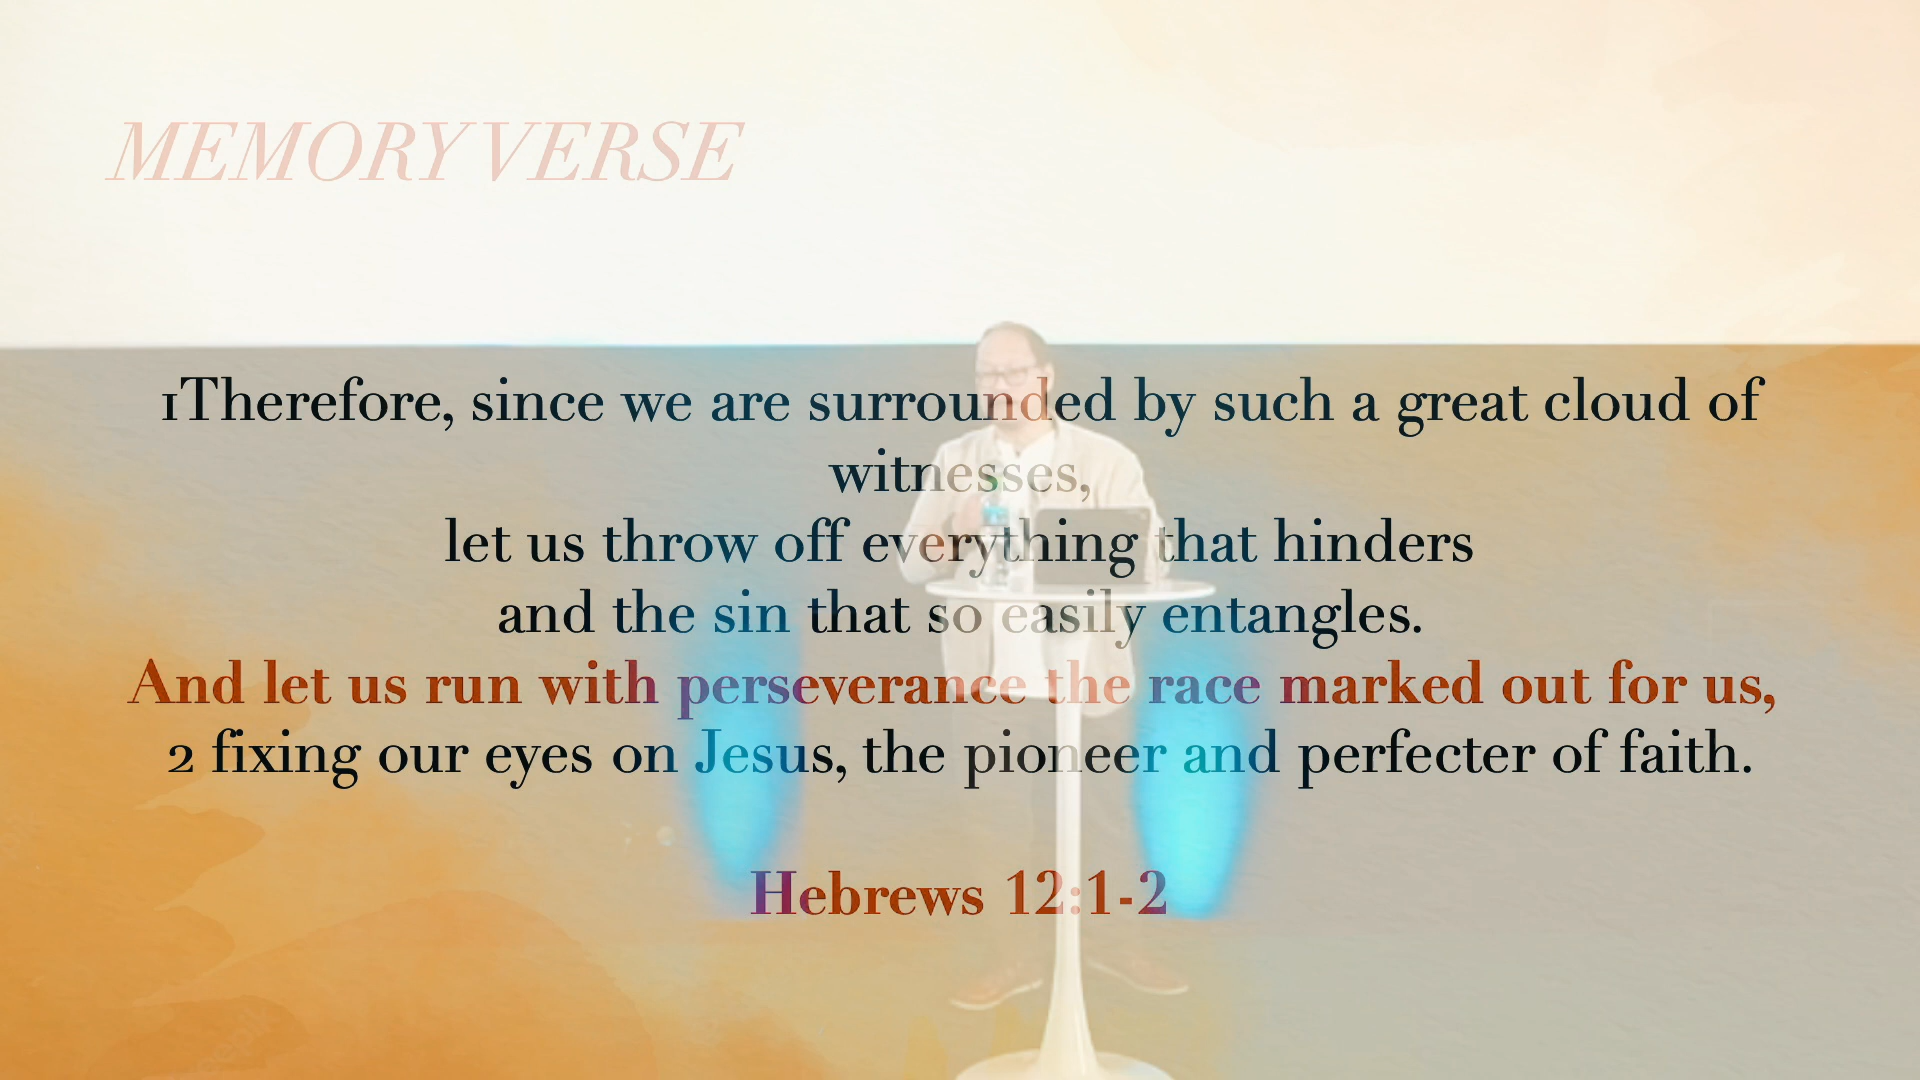 MEMORY VERSE
1Therefore, since we are surrounded by such a great cloud of
witnesses,
let us throw off everything that hinders
and the sin that so easily entangles.
And let us run with perseverance the race marked out for us,
2 fixing our eyes on Jesus, the pioneer and perfecter of faith.
Hebrews 12:1-2